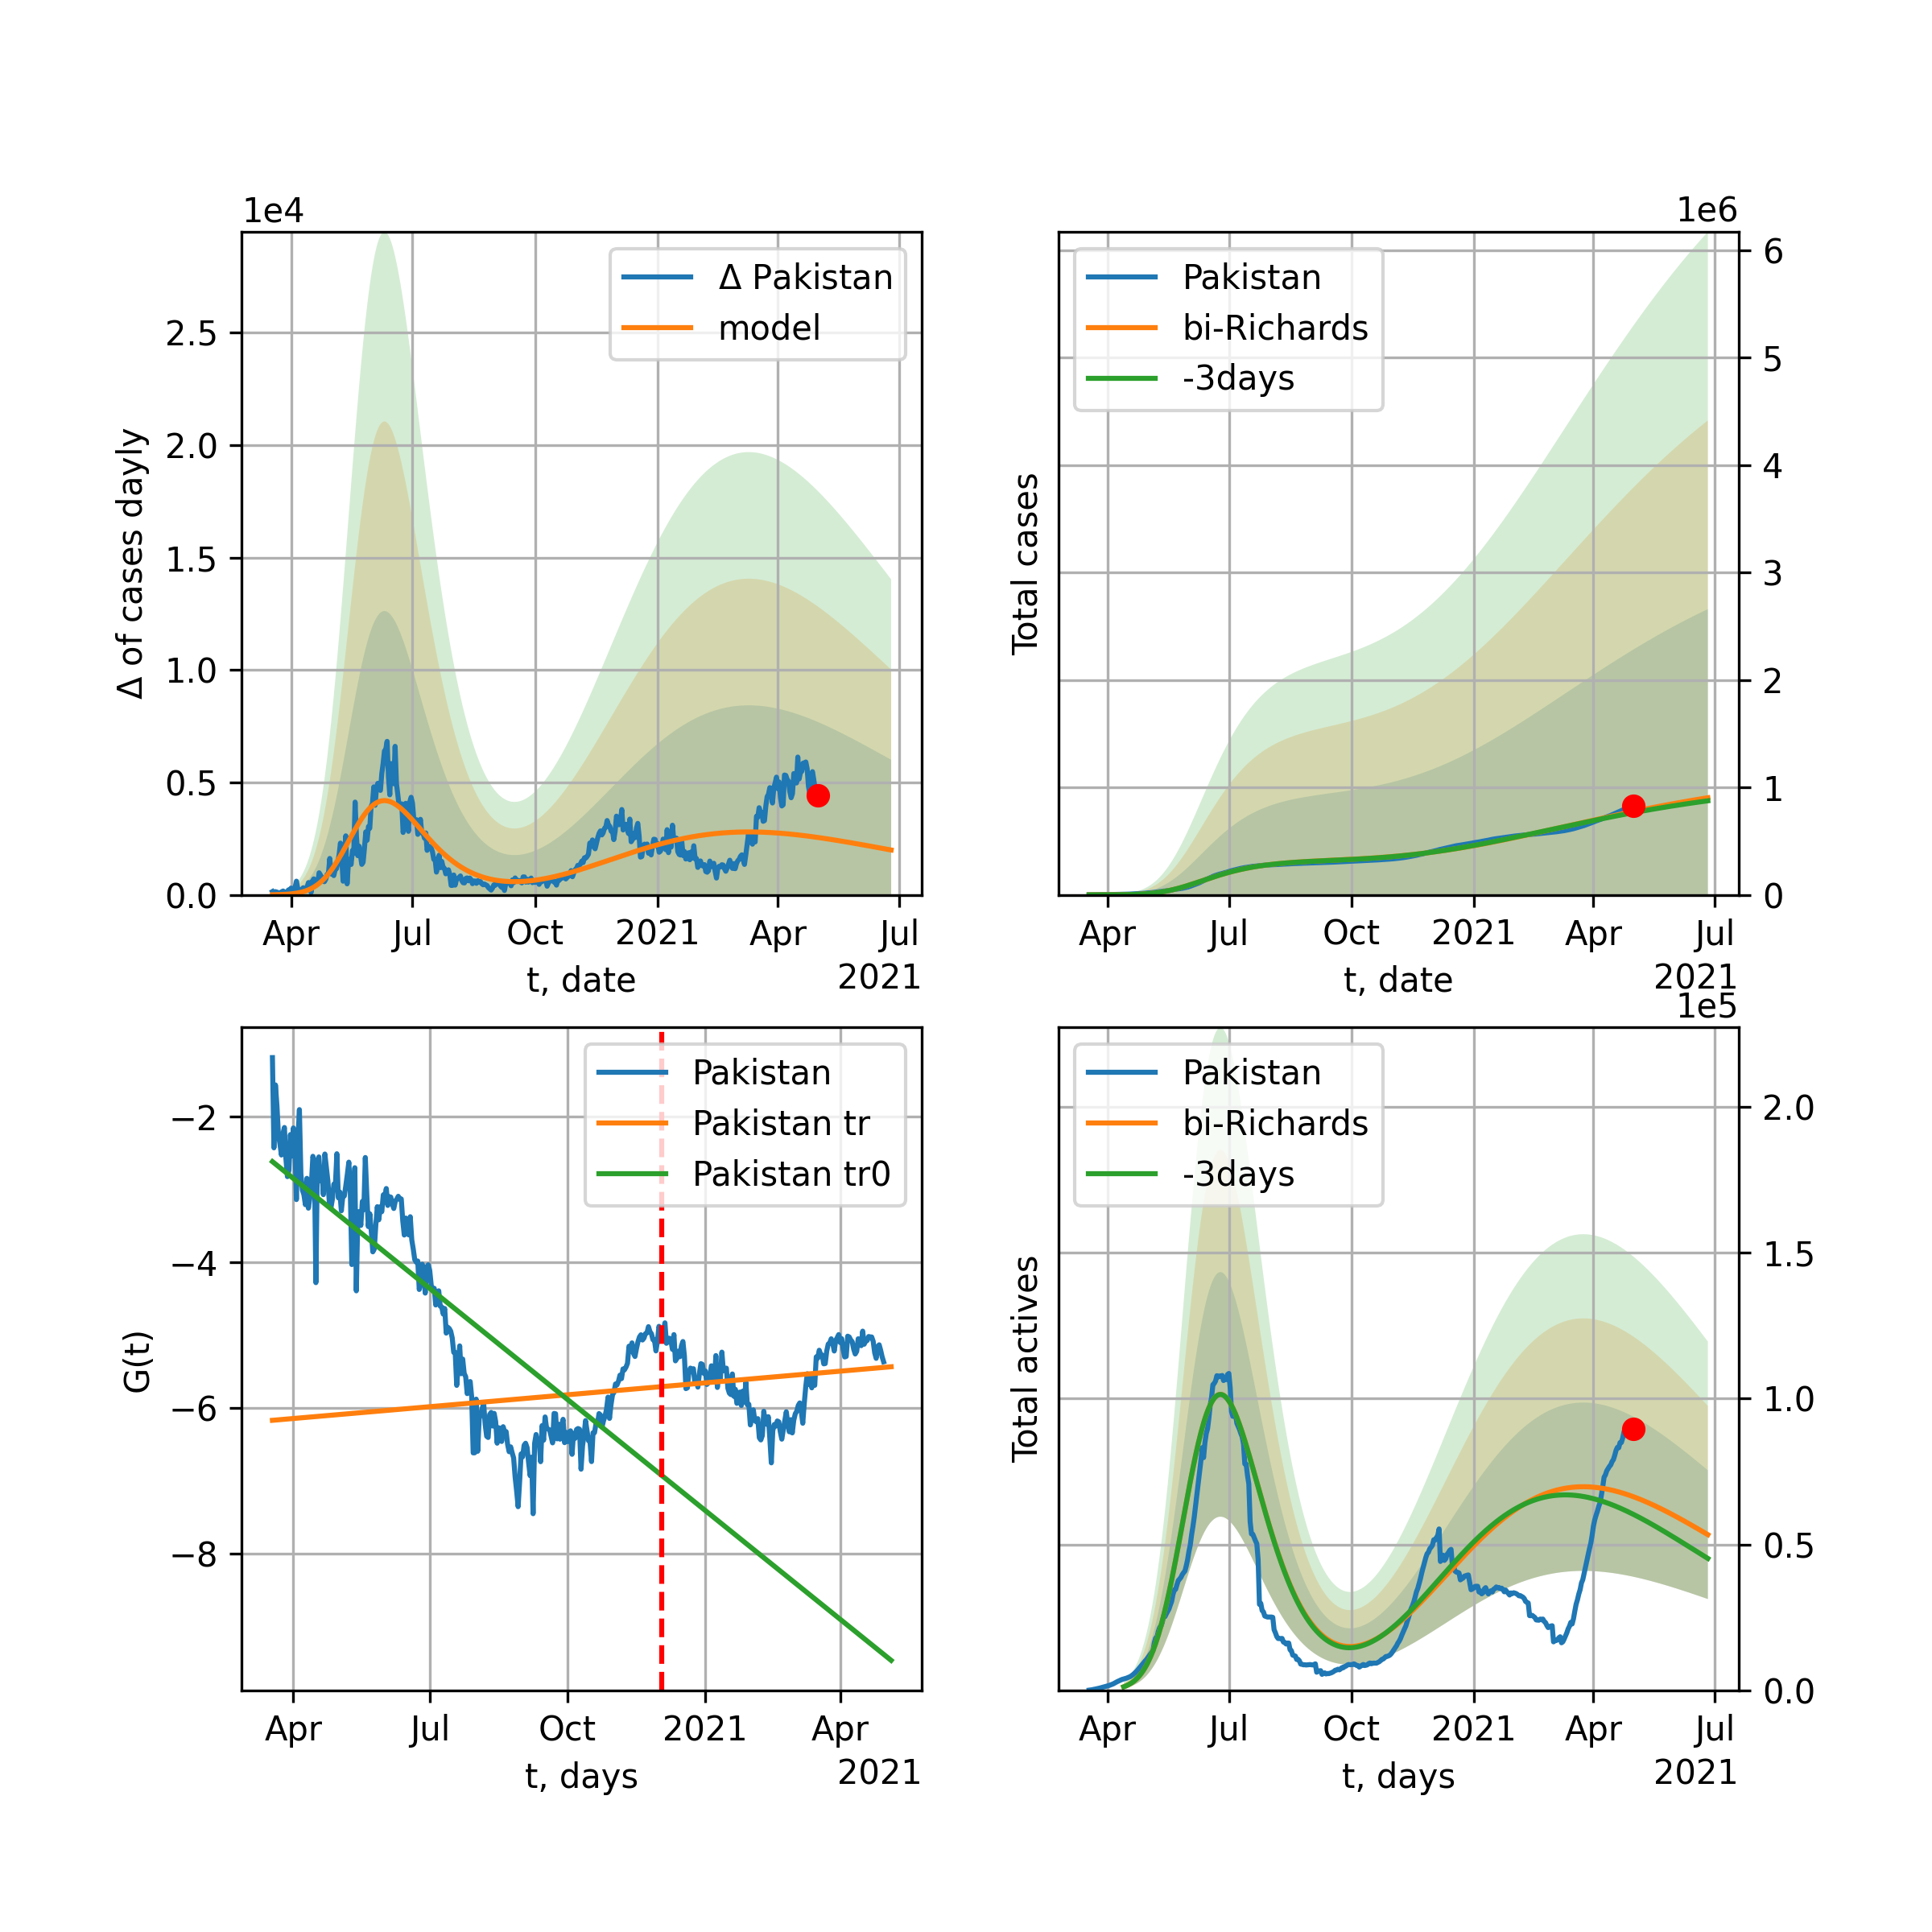 1e4
Δ of cases dayly
2.5
2.0
1.5
1.0
0.5
0.0
Δ Pakistan
model
Apr Jul Oct 2021 Apr Jul
2021
t, date
1e6
Total cases
Pakistan
bi-Richards
-3days
6
5
4
3
2
1
0
Apr Jul Oct 2021 Apr Jul
2021
t, date
G(t)
−2
−4
−6
−8
Pakistan
Pakistan tr
Pakistan tr0
Apr Jul Oct 2021 Apr
2021
t, days
1e5
Total actives
Pakistan
bi-Richards
-3days
2.0
1.5
1.0
0.5
0.0
Apr Jul Oct 2021 Apr Jul
2021
t, days